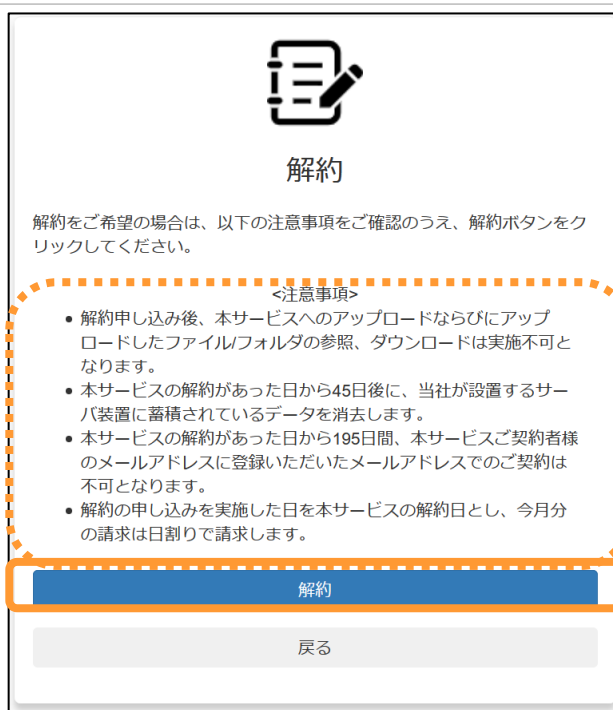 解約
解約をご希望の場合は、以下の注意事項をご確認のうえ、解約ボタンをク
リックしてください。
<注意事項>
● 解約申し込み後、本サービスへのアップロードならびにアップ
ロードしたファイル/フォルダの参照、ダウンロードは実施不可と
なります。
● 本サービスの解約があった日から45日後に、当社が設置するサー
バ装置に蓄積されているデータを消去します。
● 本サービスの解約があった日から195日間、本サービスご契約者様
のメールアドレスに登録いただいたメールアドレスでのご契約は
不可となります。
● 解約の申し込みを実施した日を本サービスの解約日とし、今月分
の請求は日割りで請求します。
解約
戻る